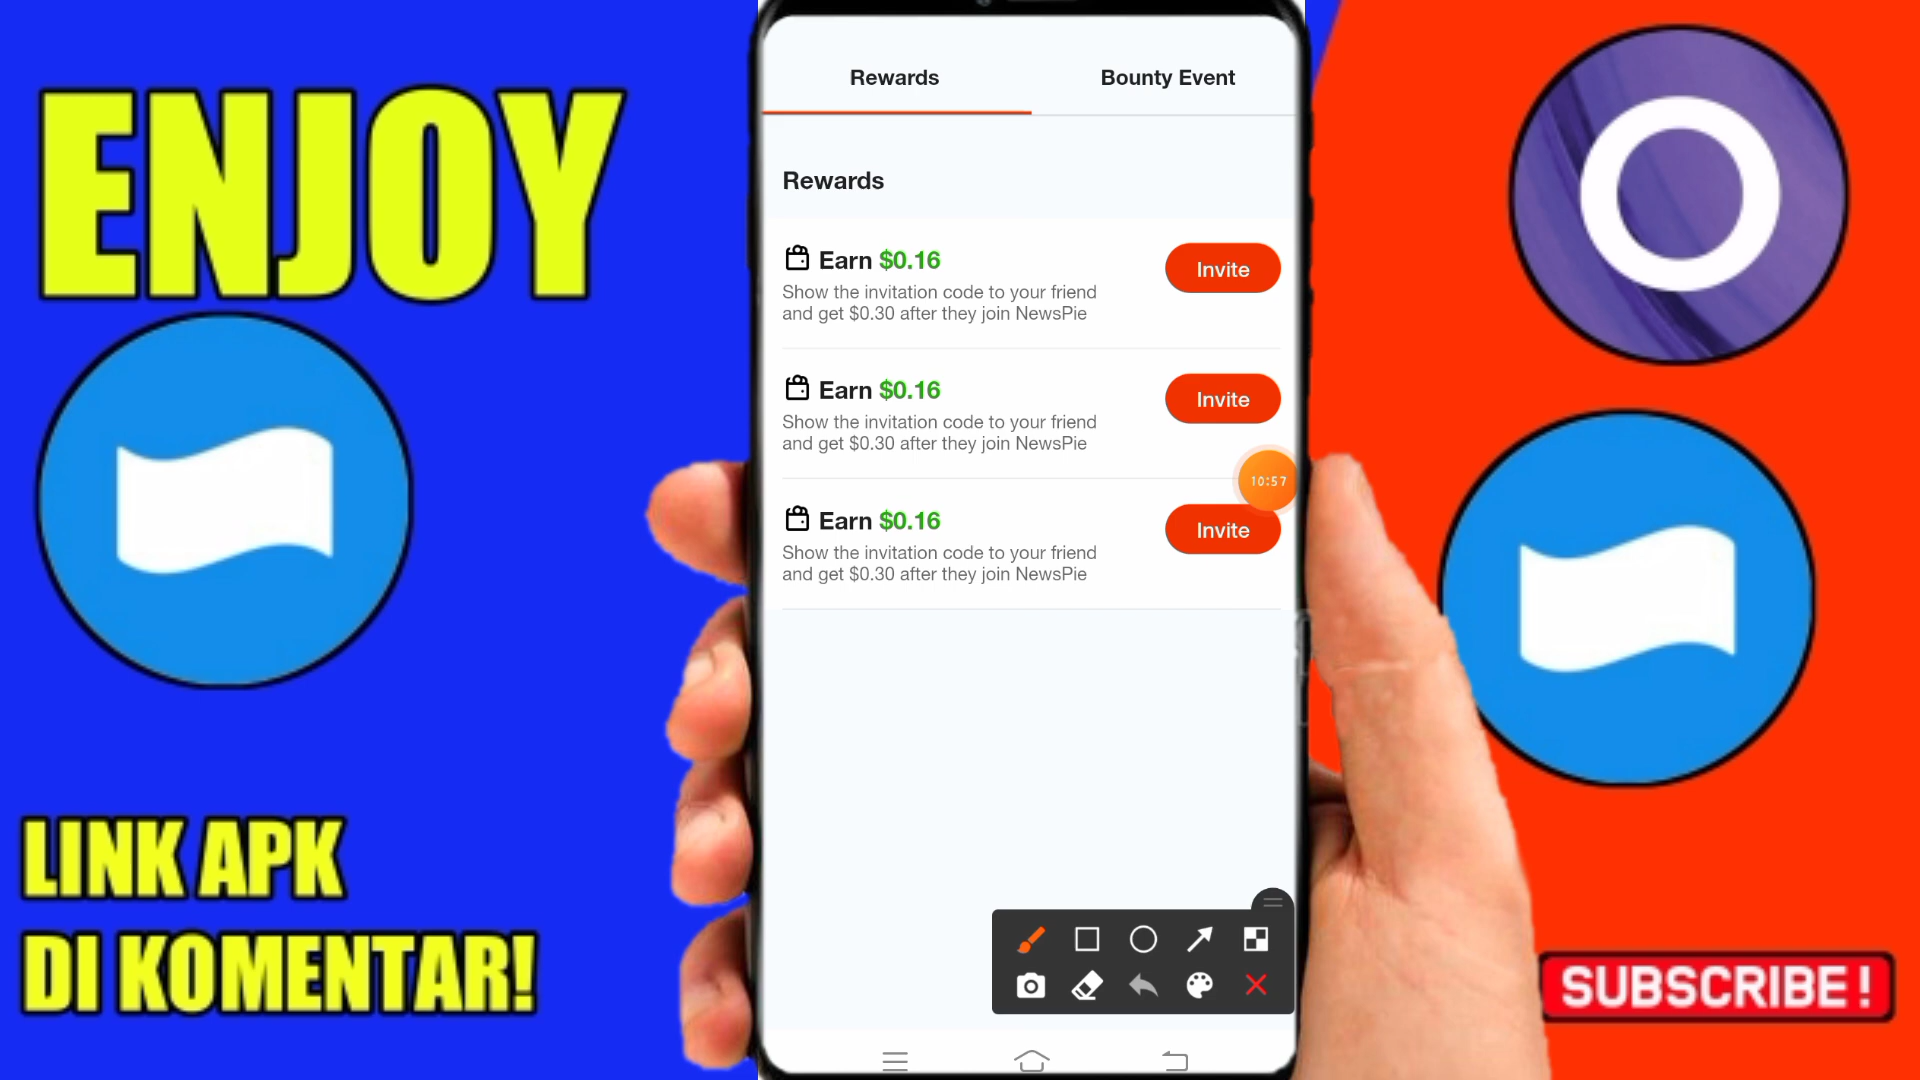 ENJOY
LINK APK
DI KOMENTAR!
Rewards
Bounty Event
Rewards
Earn $0.16
Show the invitation code to your friend
and get $0.30 after they join NewsPie
Invite
Earn $0.16
Show the invitation code to your friend
and get $0.30 after they join NewsPie
Invite
10:57
Earn $0.16
Show the invitation code to your friend
and get $0.30 after they join NewsPie
Invite
SUBSCRIBE!